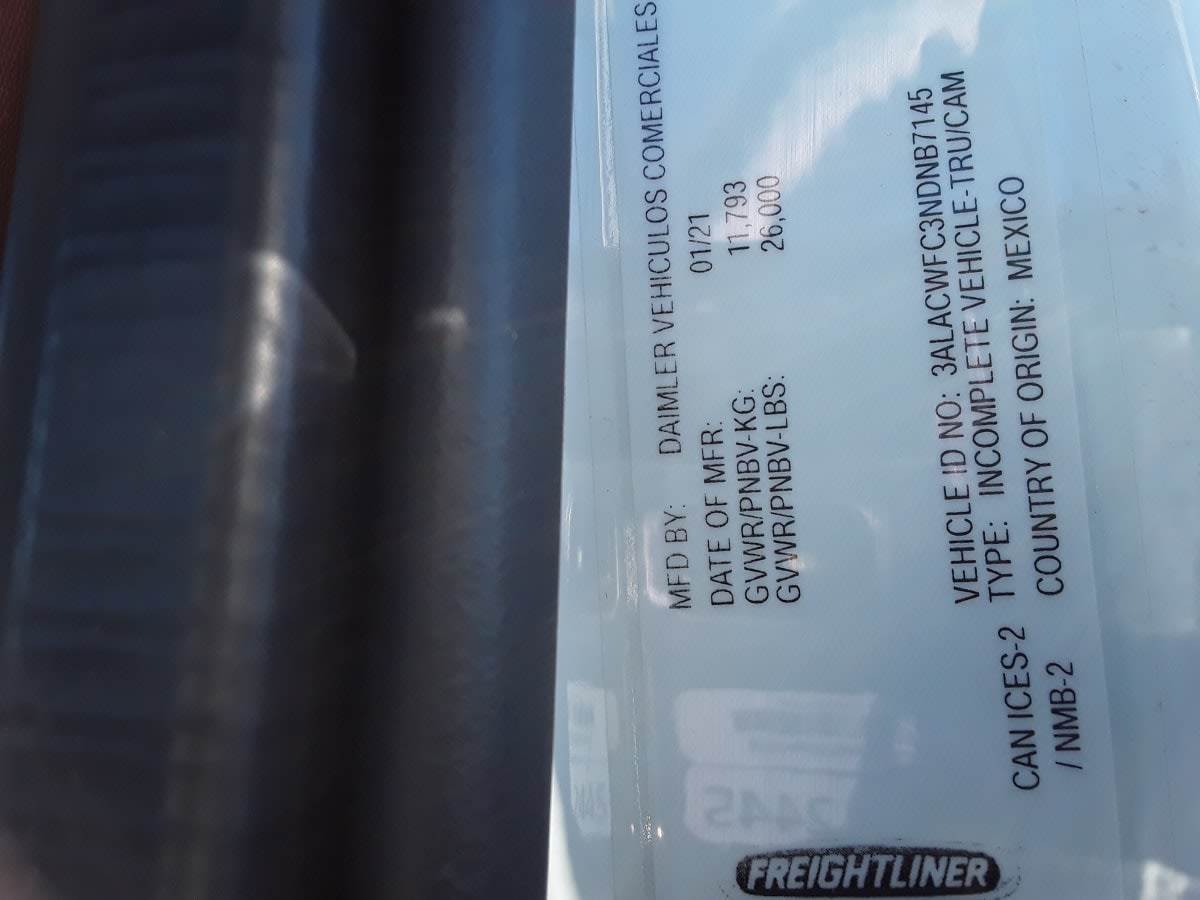 MFD BY: DAIMLER VEHICULOS COMERCIALES
DATE OF MFR: 01/21
GVWR/PNBV-KG: 11,793
GVWR/PNBV-LBS: 26,000
VEHICLE ID NO: 3ALACWFC3NDNB7145
CAN ICES-2 TYPE: INCOMPLETE VEHICLE-TRU/CAM
/ NMB-2 COUNTRY OF ORIGIN: MEXICO
FREIGHTLINER
2445